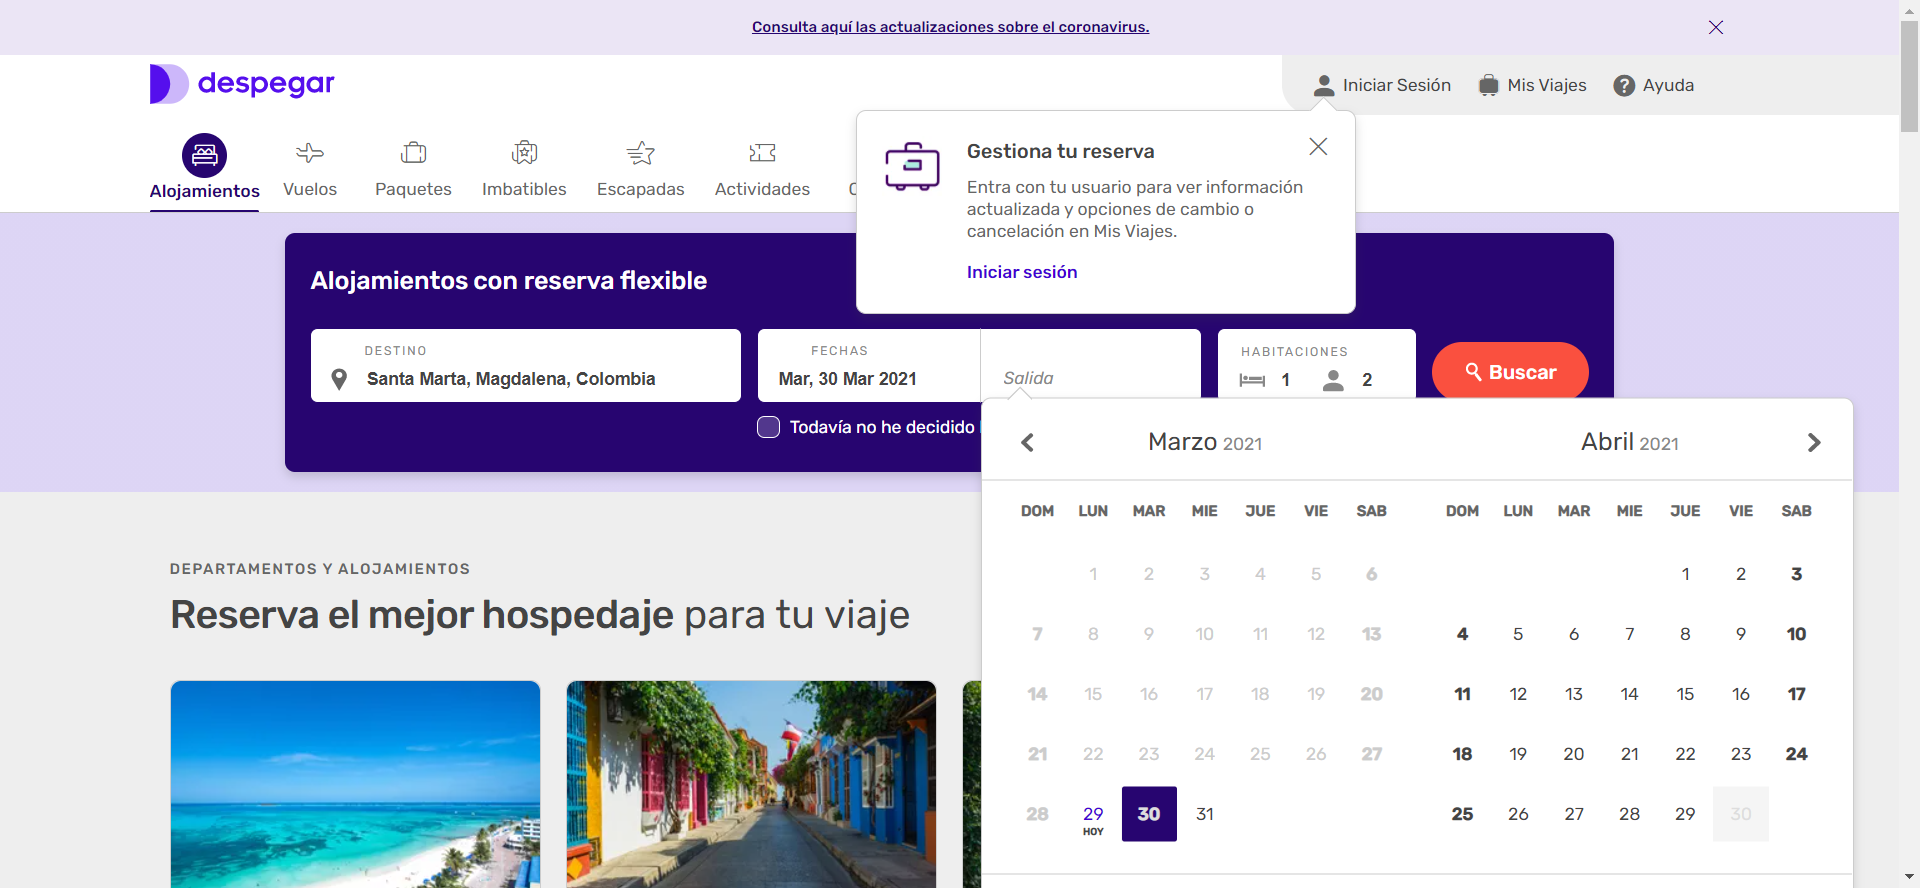 Consulta aquí las actualizaciones sobre el coronavirus.
despegar
Iniciar Sesión
Mis Viajes
? Ayuda
Alojamientos
Vuelos
Paquetes
Imbatibles
Escapadas
Actividades
Gestiona tu reserva
Entra con tu usuario para ver información
actualizada y opciones de cambio o
cancelación en Mis Viajes.
Iniciar sesión
Alojamientos con reserva flexible
DESTINO
Santa Marta, Magdalena, Colombia
FECHAS
Mar, 30 Mar 2021
Salida
HABITACIONES
1 2
Buscar
Todavía no he decidido
Marzo 2021
DOM LUN MAR MIE JUE VIE SAB
1 2 3 4 5 6
7 8 9 10 11 12 13
14 15 16 17 18 19 20
21 22 23 24 25 26 27
28 29 30 31
HOY
Abril 2021
DOM LUN MAR MIE JUE VIE SAB
1 2 3
4 5 6 7 8 9 10
11 12 13 14 15 16 17
18 19 20 21 22 23 24
25 26 27 28 29 30
DEPARTAMENTOS Y ALOJAMIENTOS
Reserva el mejor hospedaje para tu viaje